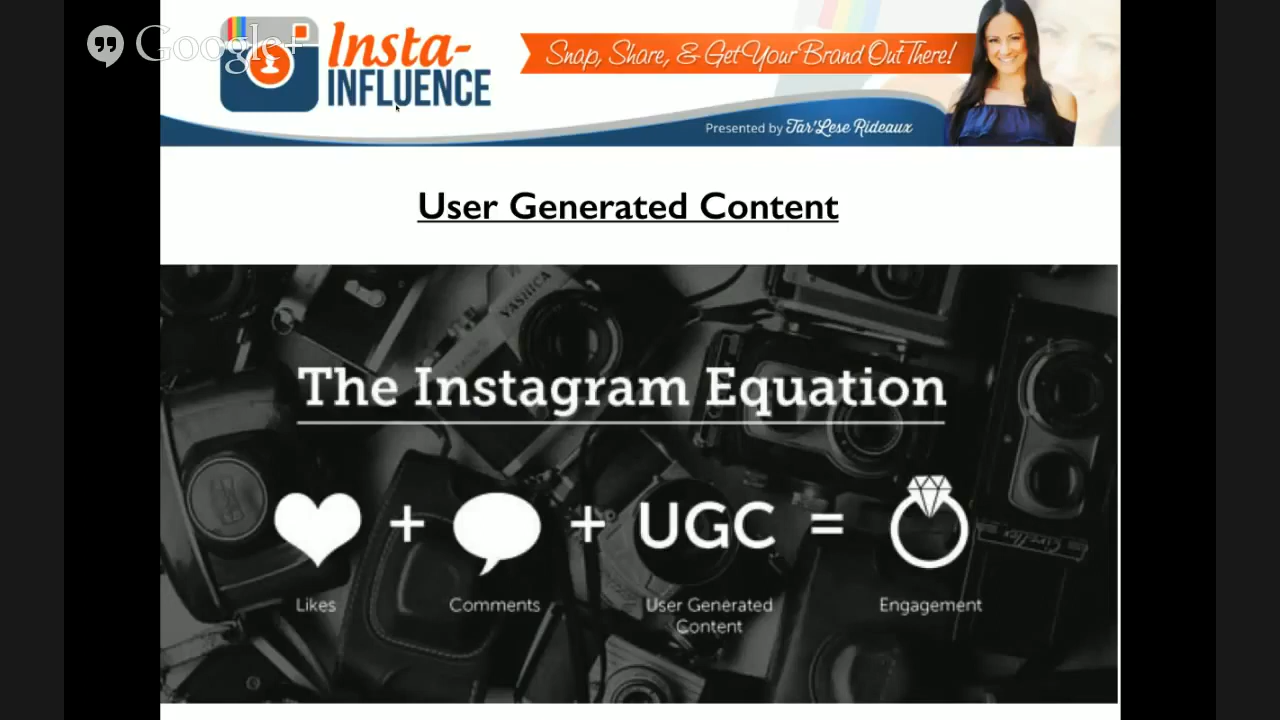 Google+
Insta-
INFLUENCE
Snap, Share, & Get Your Brand Out There!
Presented by Tar'Lese Rideaux
User Generated Content
YASHICA
The Instagram Equation
+ + UGC =
Likes Comments User Generated Engagement
Content